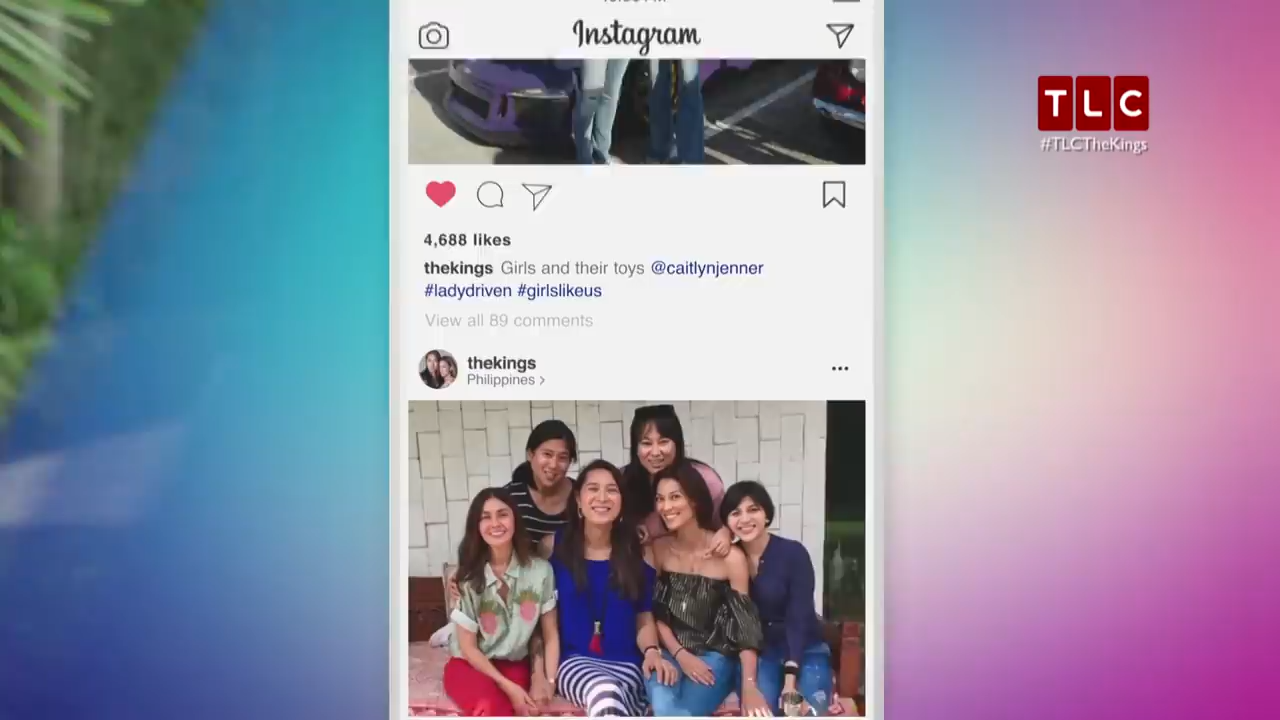 Instagram
TLC
#TLCTheKings
4,688 likes
thekings Girls and their toys @caitlynjenner
#ladydriven #girlslikeus
View all 89 comments
thekings
Philippines >